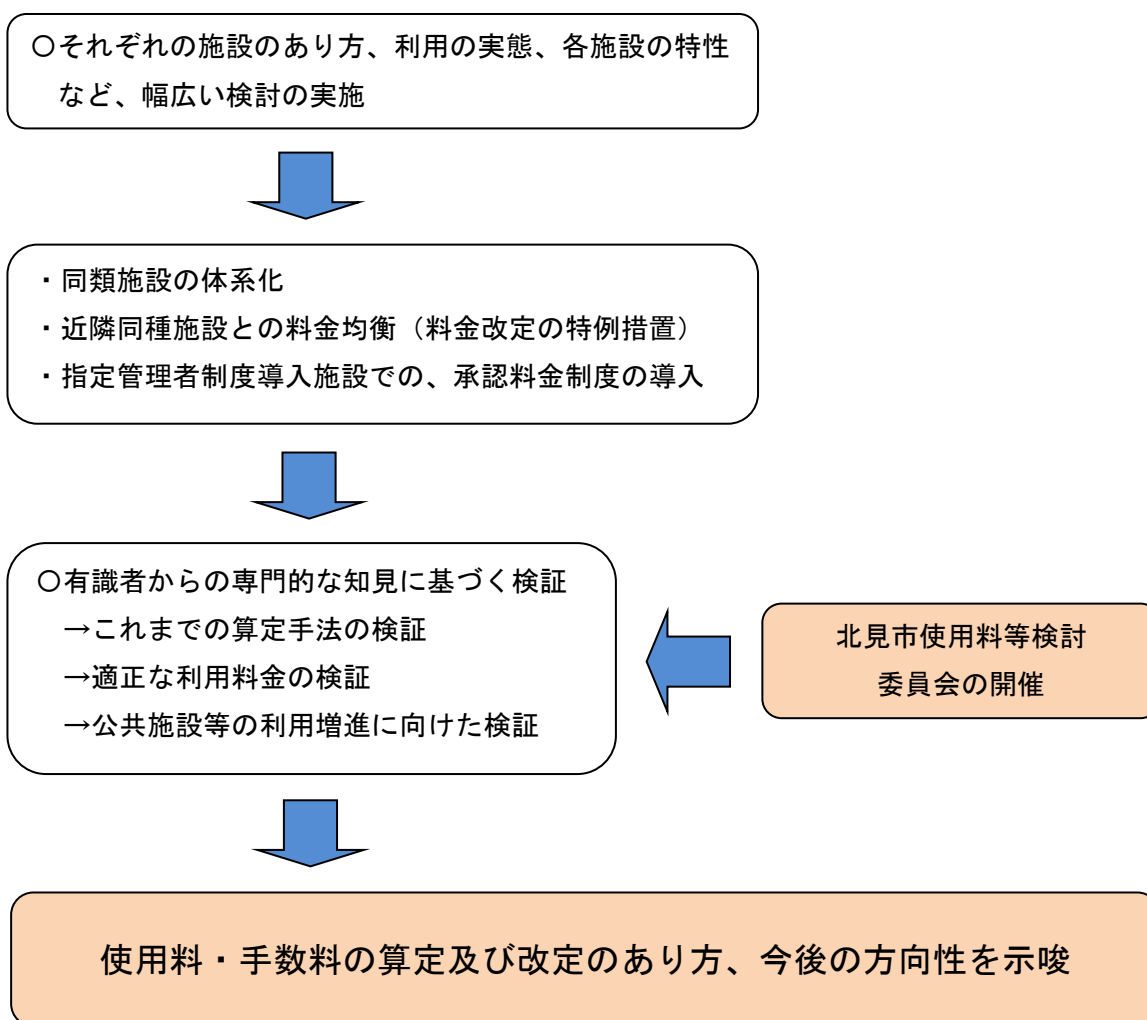 〇それぞれの施設のあり方、利用の実態、各施設の特性
など、幅広い検討の実施
・同類施設の体系化
・近隣同種施設との料金均衡（料金改定の特例措置）
・指定管理者制度導入施設での、承認料金制度の導入
〇有識者からの専門的な知見に基づく検証
→これまでの算定手法の検証
→適正な利用料金の検証
→公共施設等の利用増進に向けた検証
北見市使用料等検討
委員会の開催
使用料・手数料の算定及び改定のあり方、今後の方向性を示唆